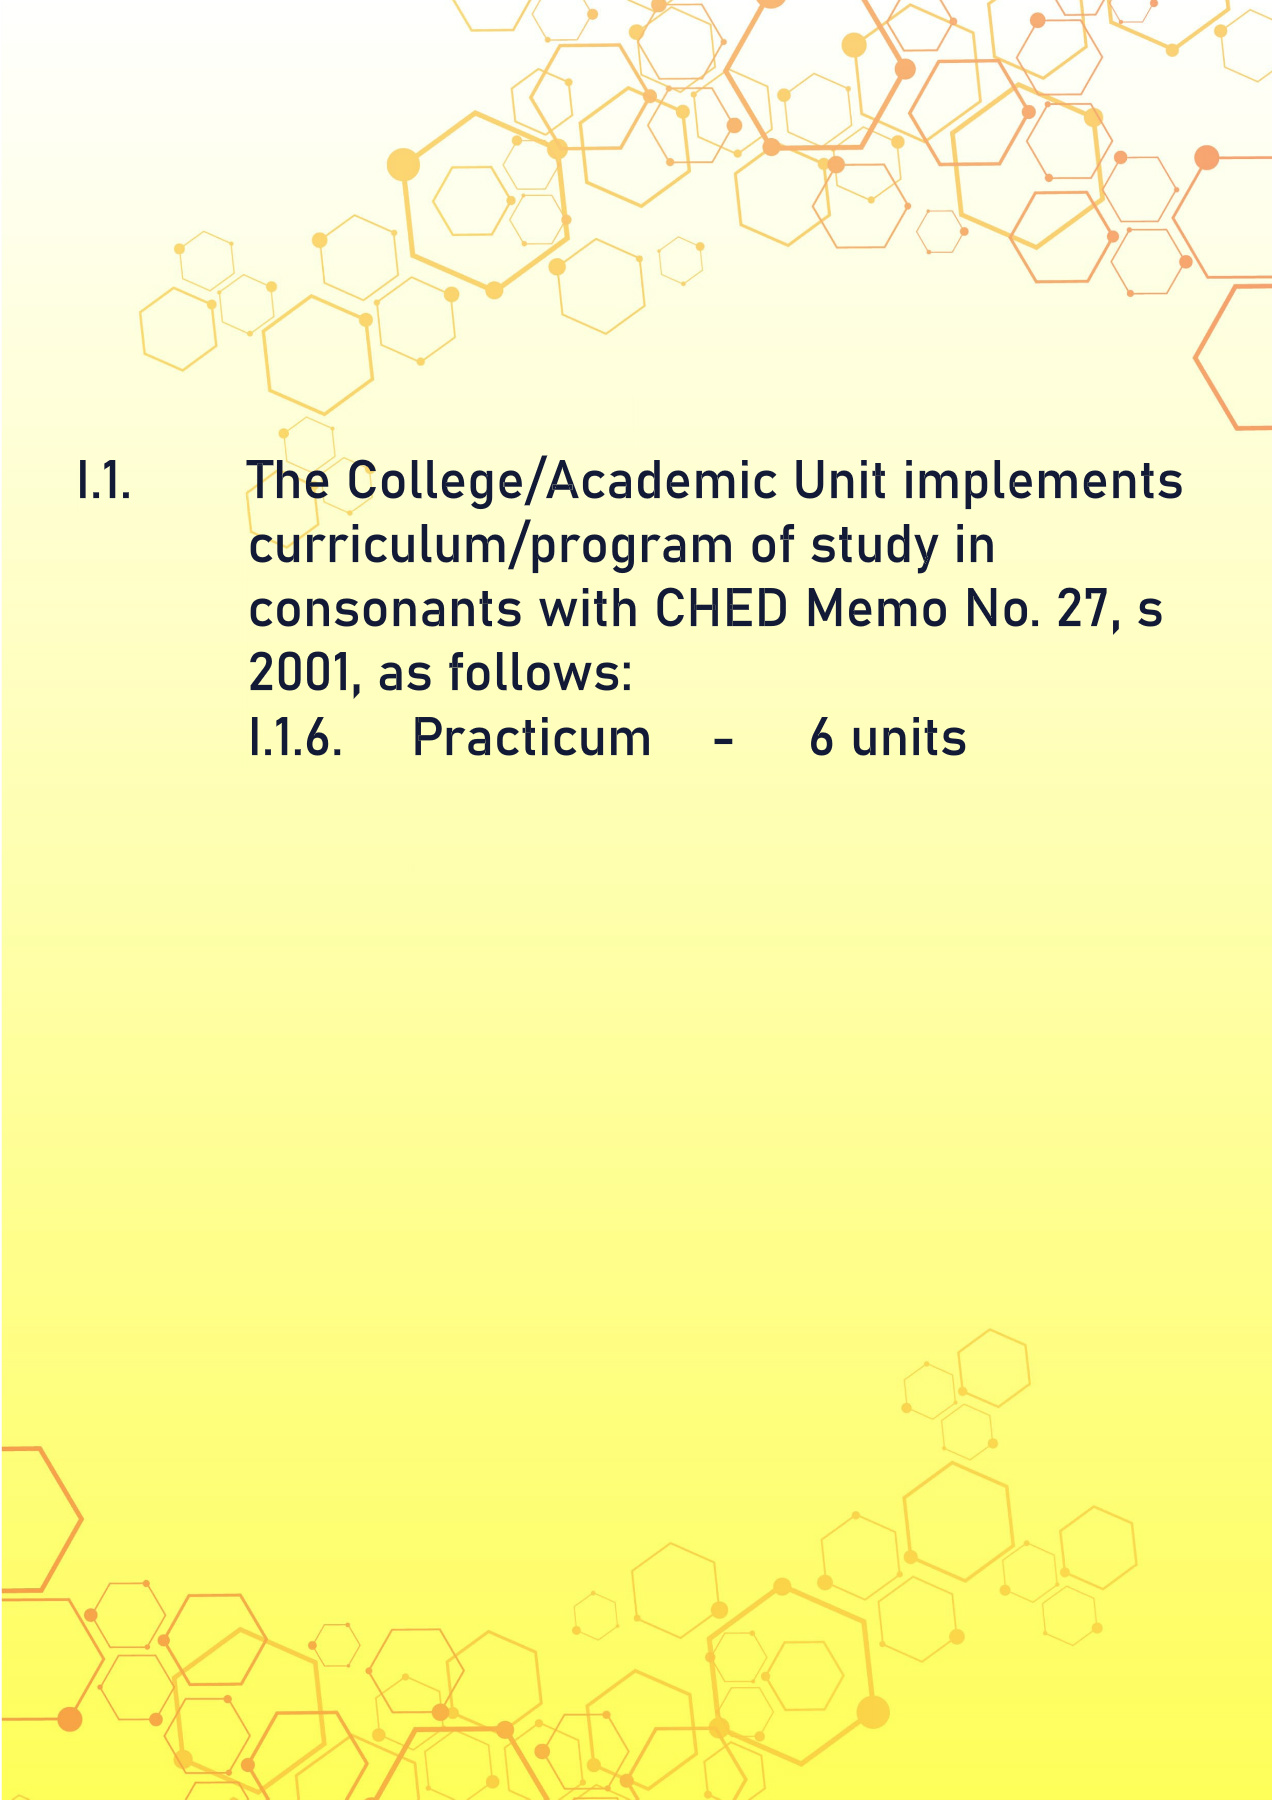 I.1. The College/Academic Unit implements
curriculum/program of study in
consonants with CHED Memo No. 27, s
2001, as follows:
I.1.6. Practicum - 6 units